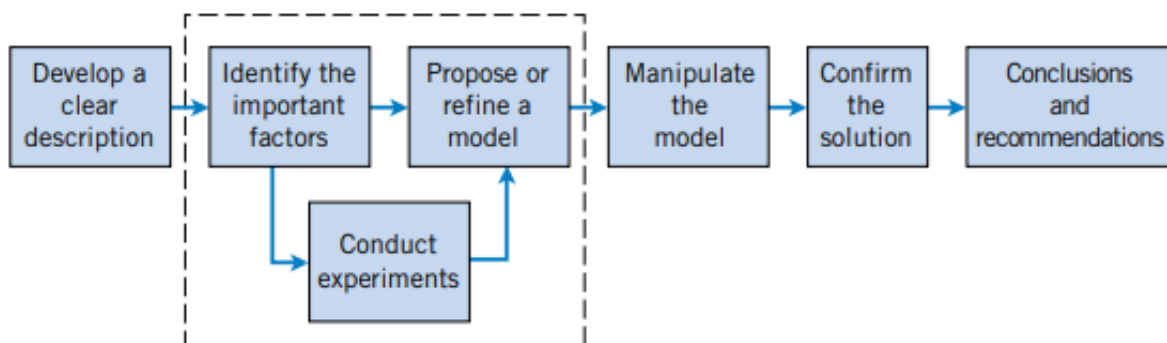 Develop a
clear
description
Identify the
important
factors
Propose or
refine a
model
Manipulate
the
model
Confirm
the
solution
Conclusions
and
recommendations
Conduct
experiments